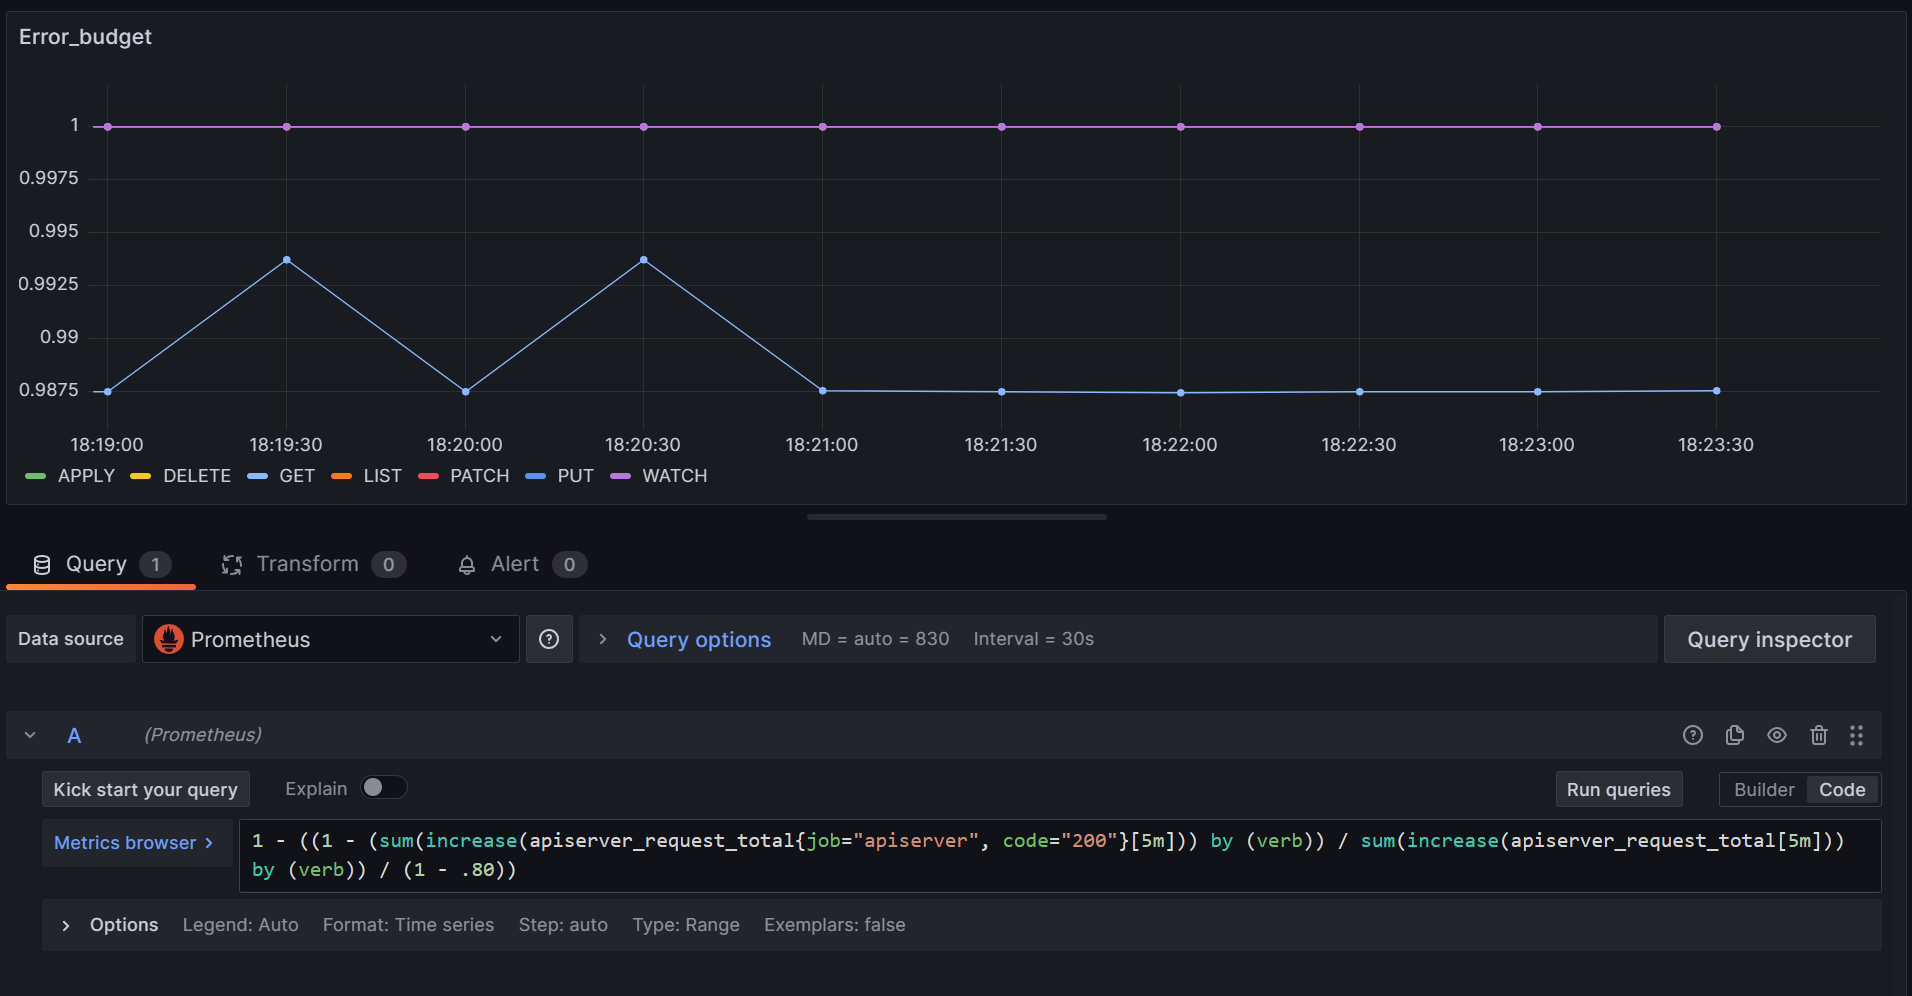 Error_budget
1
0.9975
0.995
0.9925
0.99
0.9875
18:19:00 18:19:30 18:20:00 18:20:30 18:21:00 18:21:30 18:22:00 18:22:30 18:23:00 18:23:30
APPLY DELETE GET LIST PATCH PUT WATCH
Query 1 Transform 0 Alert 0
Data source Prometheus Query options MD = auto = 830 Interval = 30s Query inspector
A (Prometheus)
Kick start your query Explain Run queries Builder Code
Metrics browser > 1 - ((1 - (sum(increase(apiserver_request_total{job="apiserver", code="200"}[5m])) by (verb)) / sum(increase(apiserver_request_total[5m]))
by (verb)) / (1 - .80))
Options Legend: Auto Format: Time series Step: auto Type: Range Exemplars: false